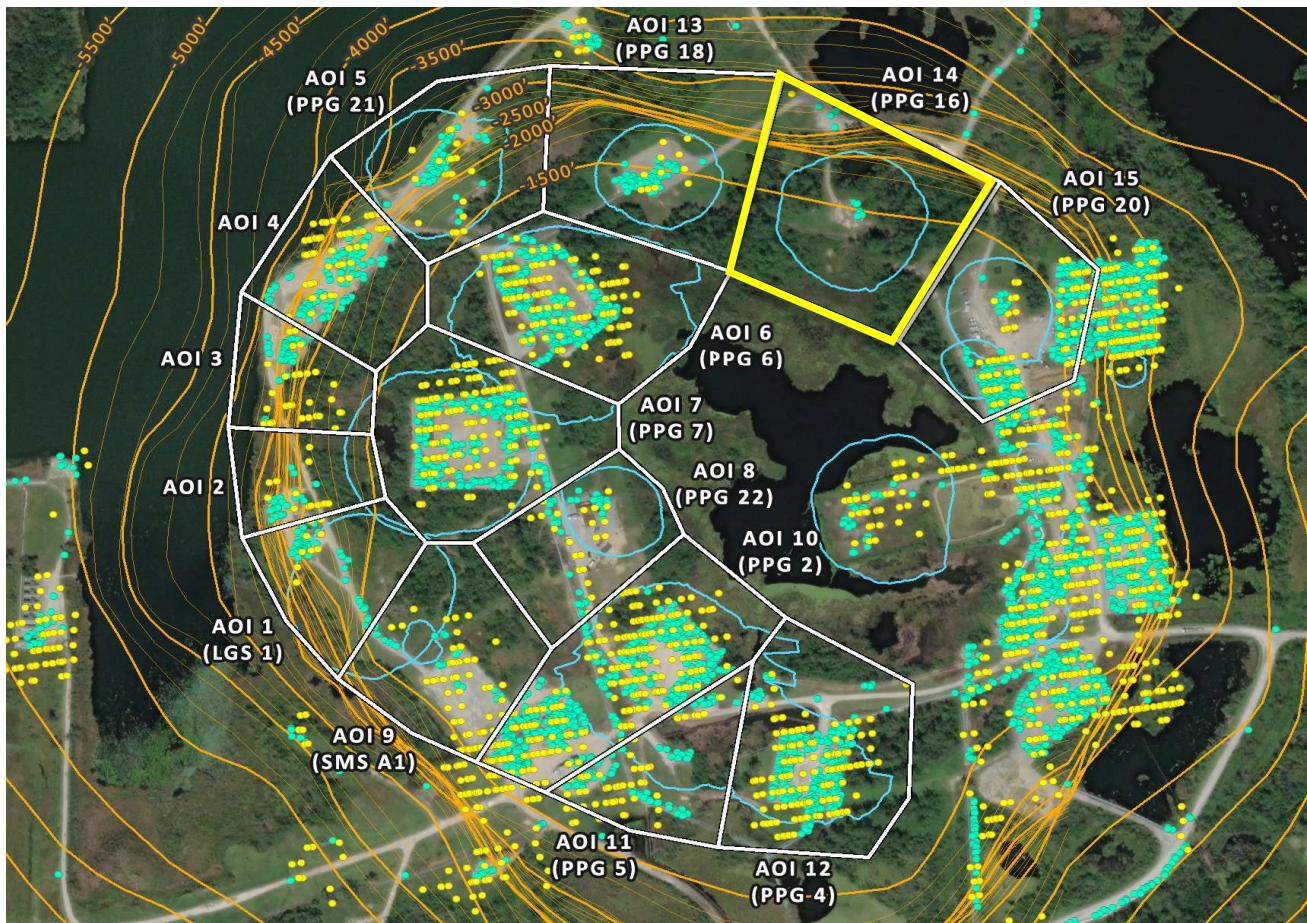 -5500'
-5000'
-4500'
-4000'
-3500'
-3000'
-2500'
-2000'
-1500'
AOI 13
(PPG 18)
AOI 5
(PPG 21)
AOI 14
(PPG 16)
AOI 15
(PPG 20)
AOI 4
AOI 3
AOI 6
(PPG 6)
AOI 7
(PPG 7)
AOI 2
AOI 8
(PPG 22)
AOI 10
(PPG 2)
AOI 1
(LGS 1)
AOI 9
(SMS A1)
AOI 11
(PPG 5)
AOI 12
(PPG 4)